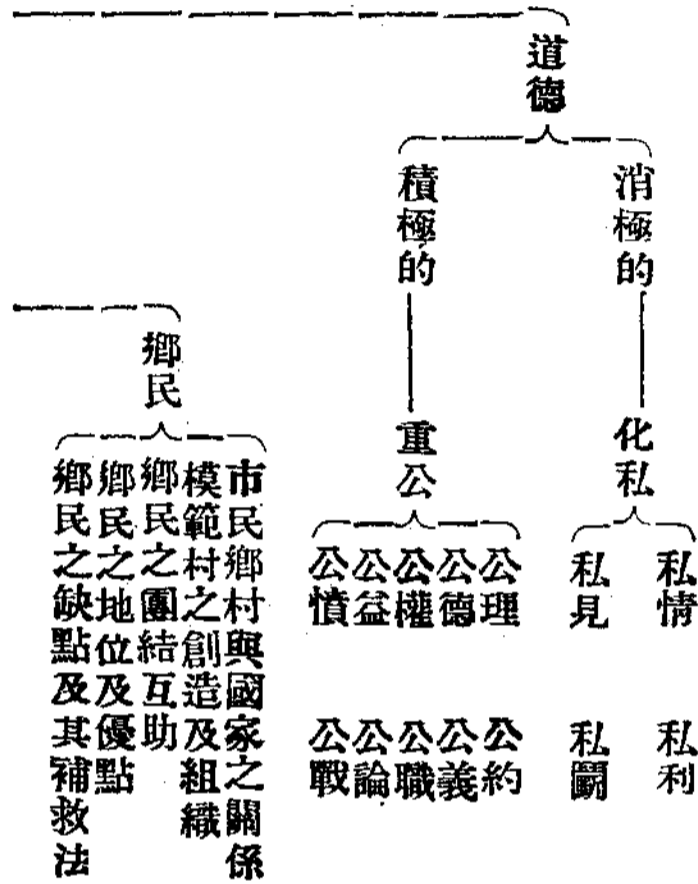 道德
消極的
化私
私情 私利
私見 私鬭
積極的
重公
公理 公約
公德 公義
公權 公職
公益 公論
公憤 公戰
鄉民
市民鄉村與國家之關係
模範村之創造及組織
鄉民之團結互助
鄉民之地位及優點
鄉民之缺點及其補救法